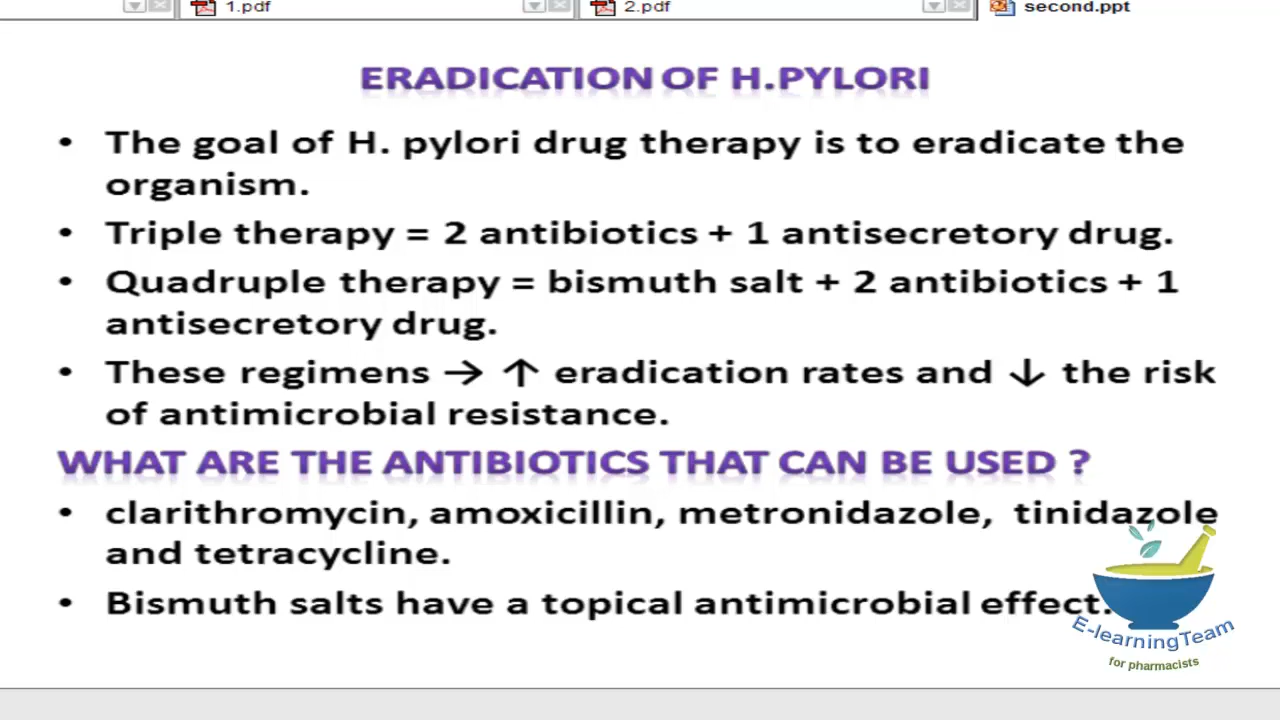 1.pdf 2.pdf second.ppt
ERADICATION OF H.PYLORI
• The goal of H. pylori drug therapy is to eradicate the
organism.
• Triple therapy = 2 antibiotics + 1 antisecretory drug.
• Quadruple therapy = bismuth salt + 2 antibiotics + 1
antisecretory drug.
• These regimens → ↑ eradication rates and ↓ the risk
of antimicrobial resistance.
WHAT ARE THE ANTIBIOTICS THAT CAN BE USED ?
• clarithromycin, amoxicillin, metronidazole, tinidazole
and tetracycline.
• Bismuth salts have a topical antimicrobial effect.
E-learningTeam
for pharmacists